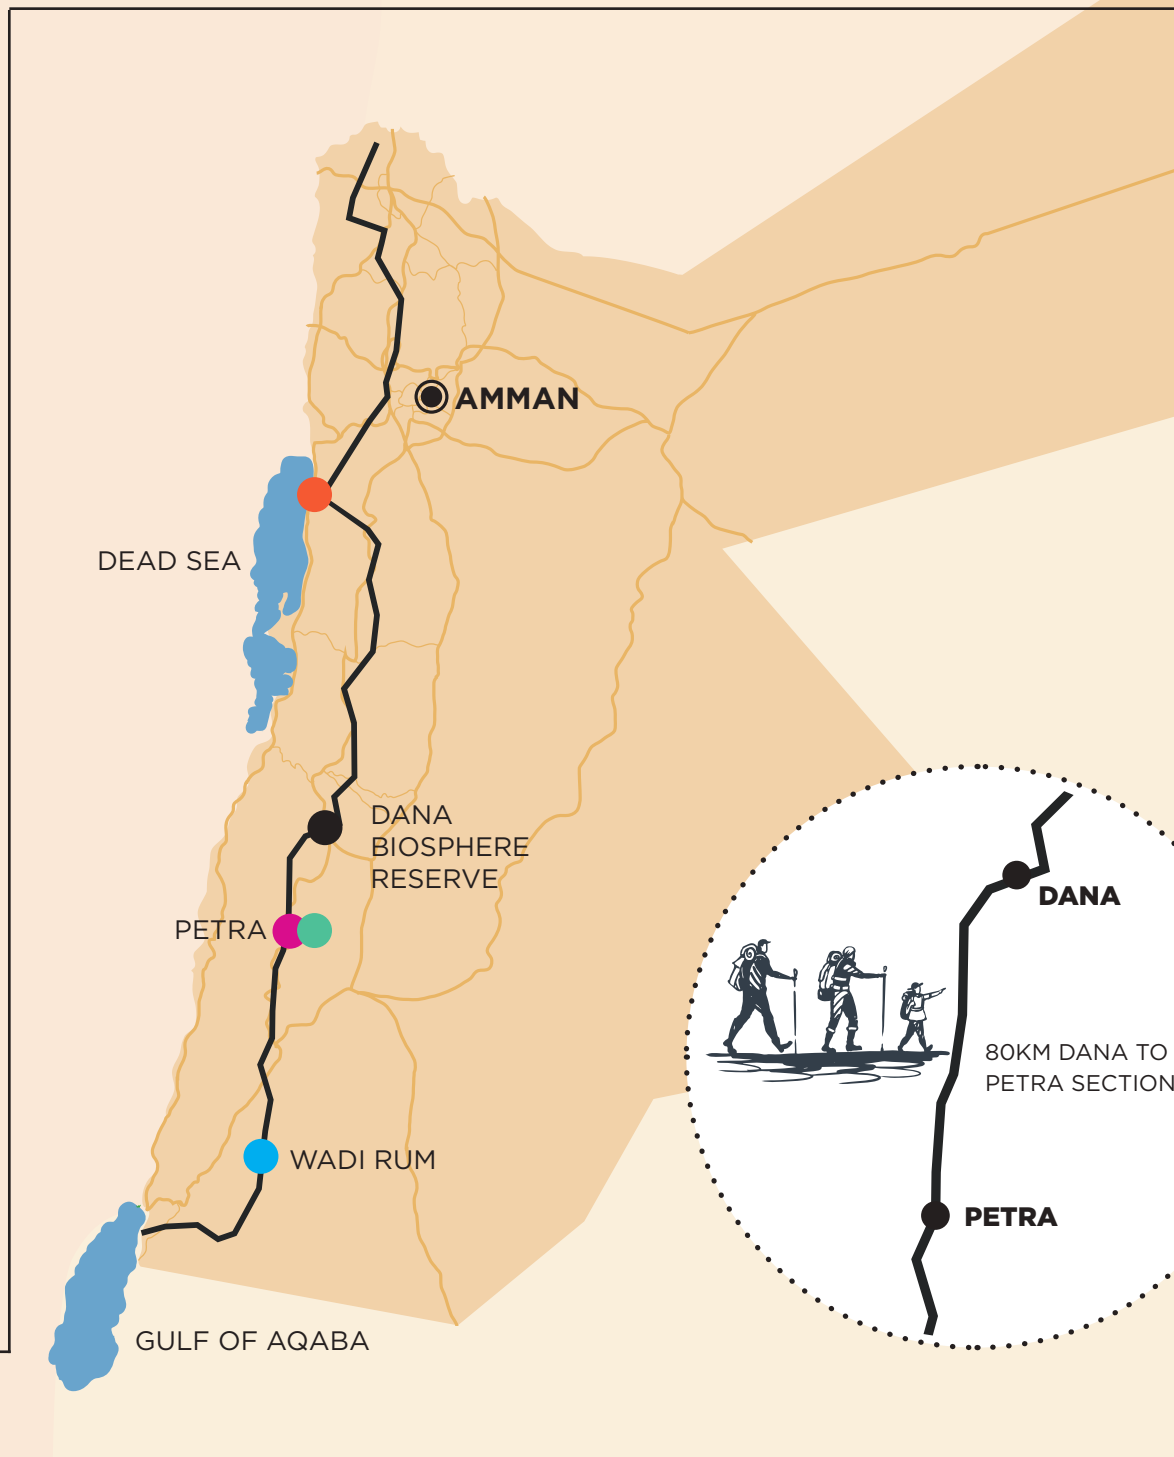 AMMAN
DEAD SEA
DANA
BIOSPHERE
RESERVE
PETRA
DANA
80KM DANA TO
PETRA SECTION
WADI RUM
PETRA
GULF OF AQABA